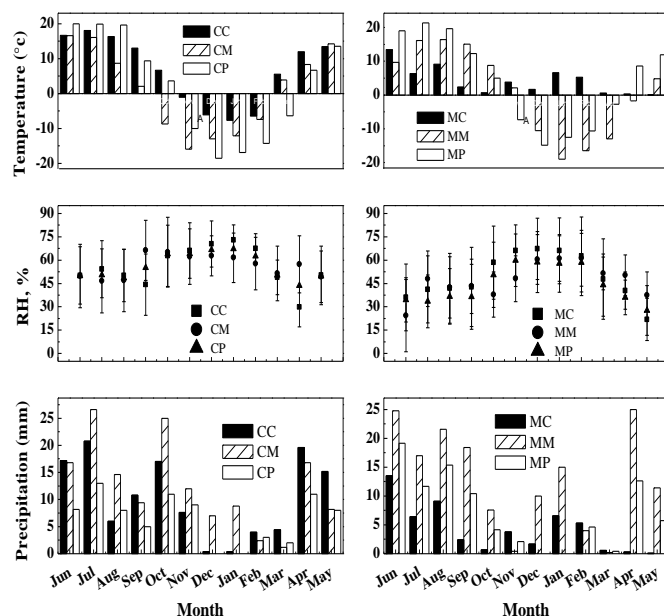 Temperature (°c)
20
10
0
-10
-20
CC
CM
CP
A
20
10
0
-10
-20
MC
MM
MP
A
RH, %
90
75
60
45
30
15
0
CC
CM
CP
90
75
60
45
30
15
0
MC
MM
MP
Precipitation (mm)
25
20
15
10
5
0
CC
CM
CP
25
20
15
10
5
0
MC
MM
MP
Jun Jul Aug Sep Oct Nov Dec Jan Feb Mar Apr May
Jun Jul Aug Sep Oct Nov Dec Jan Feb Mar Apr May
Month
Month